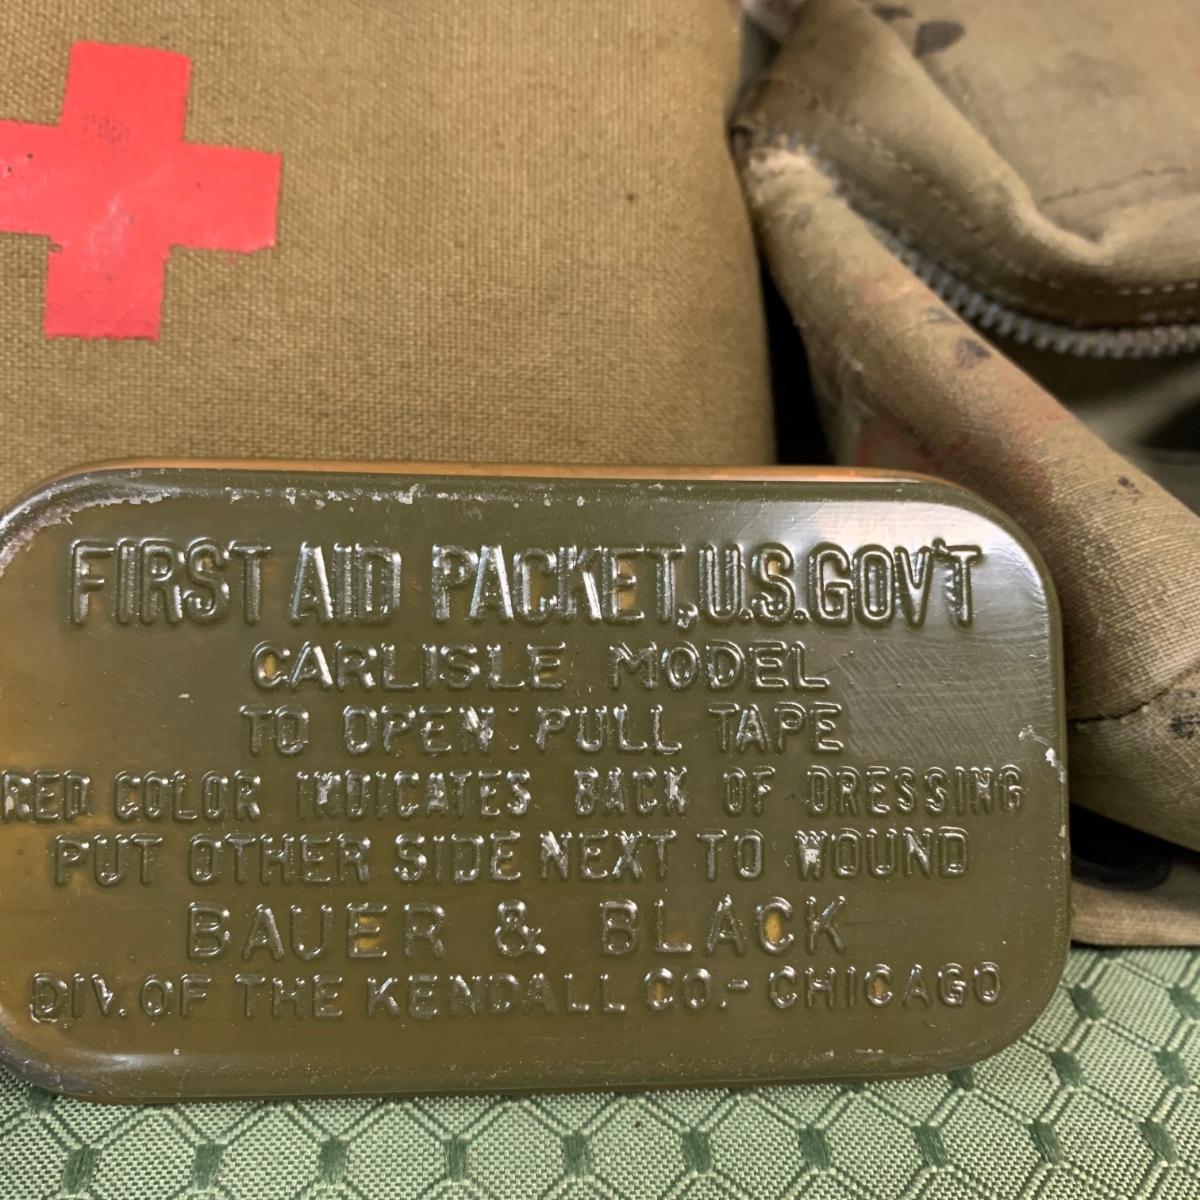 FIRST AID PACKET, U.S. GOV'T
CARLISLE MODEL
TO OPEN: PULL TAPE
RED COLOR INDICATES BACK OF DRESSING
PUT OTHER SIDE NEXT TO WOUND
BAUER & BLACK
DIV. OF THE KENDALL CO.- CHICAGO